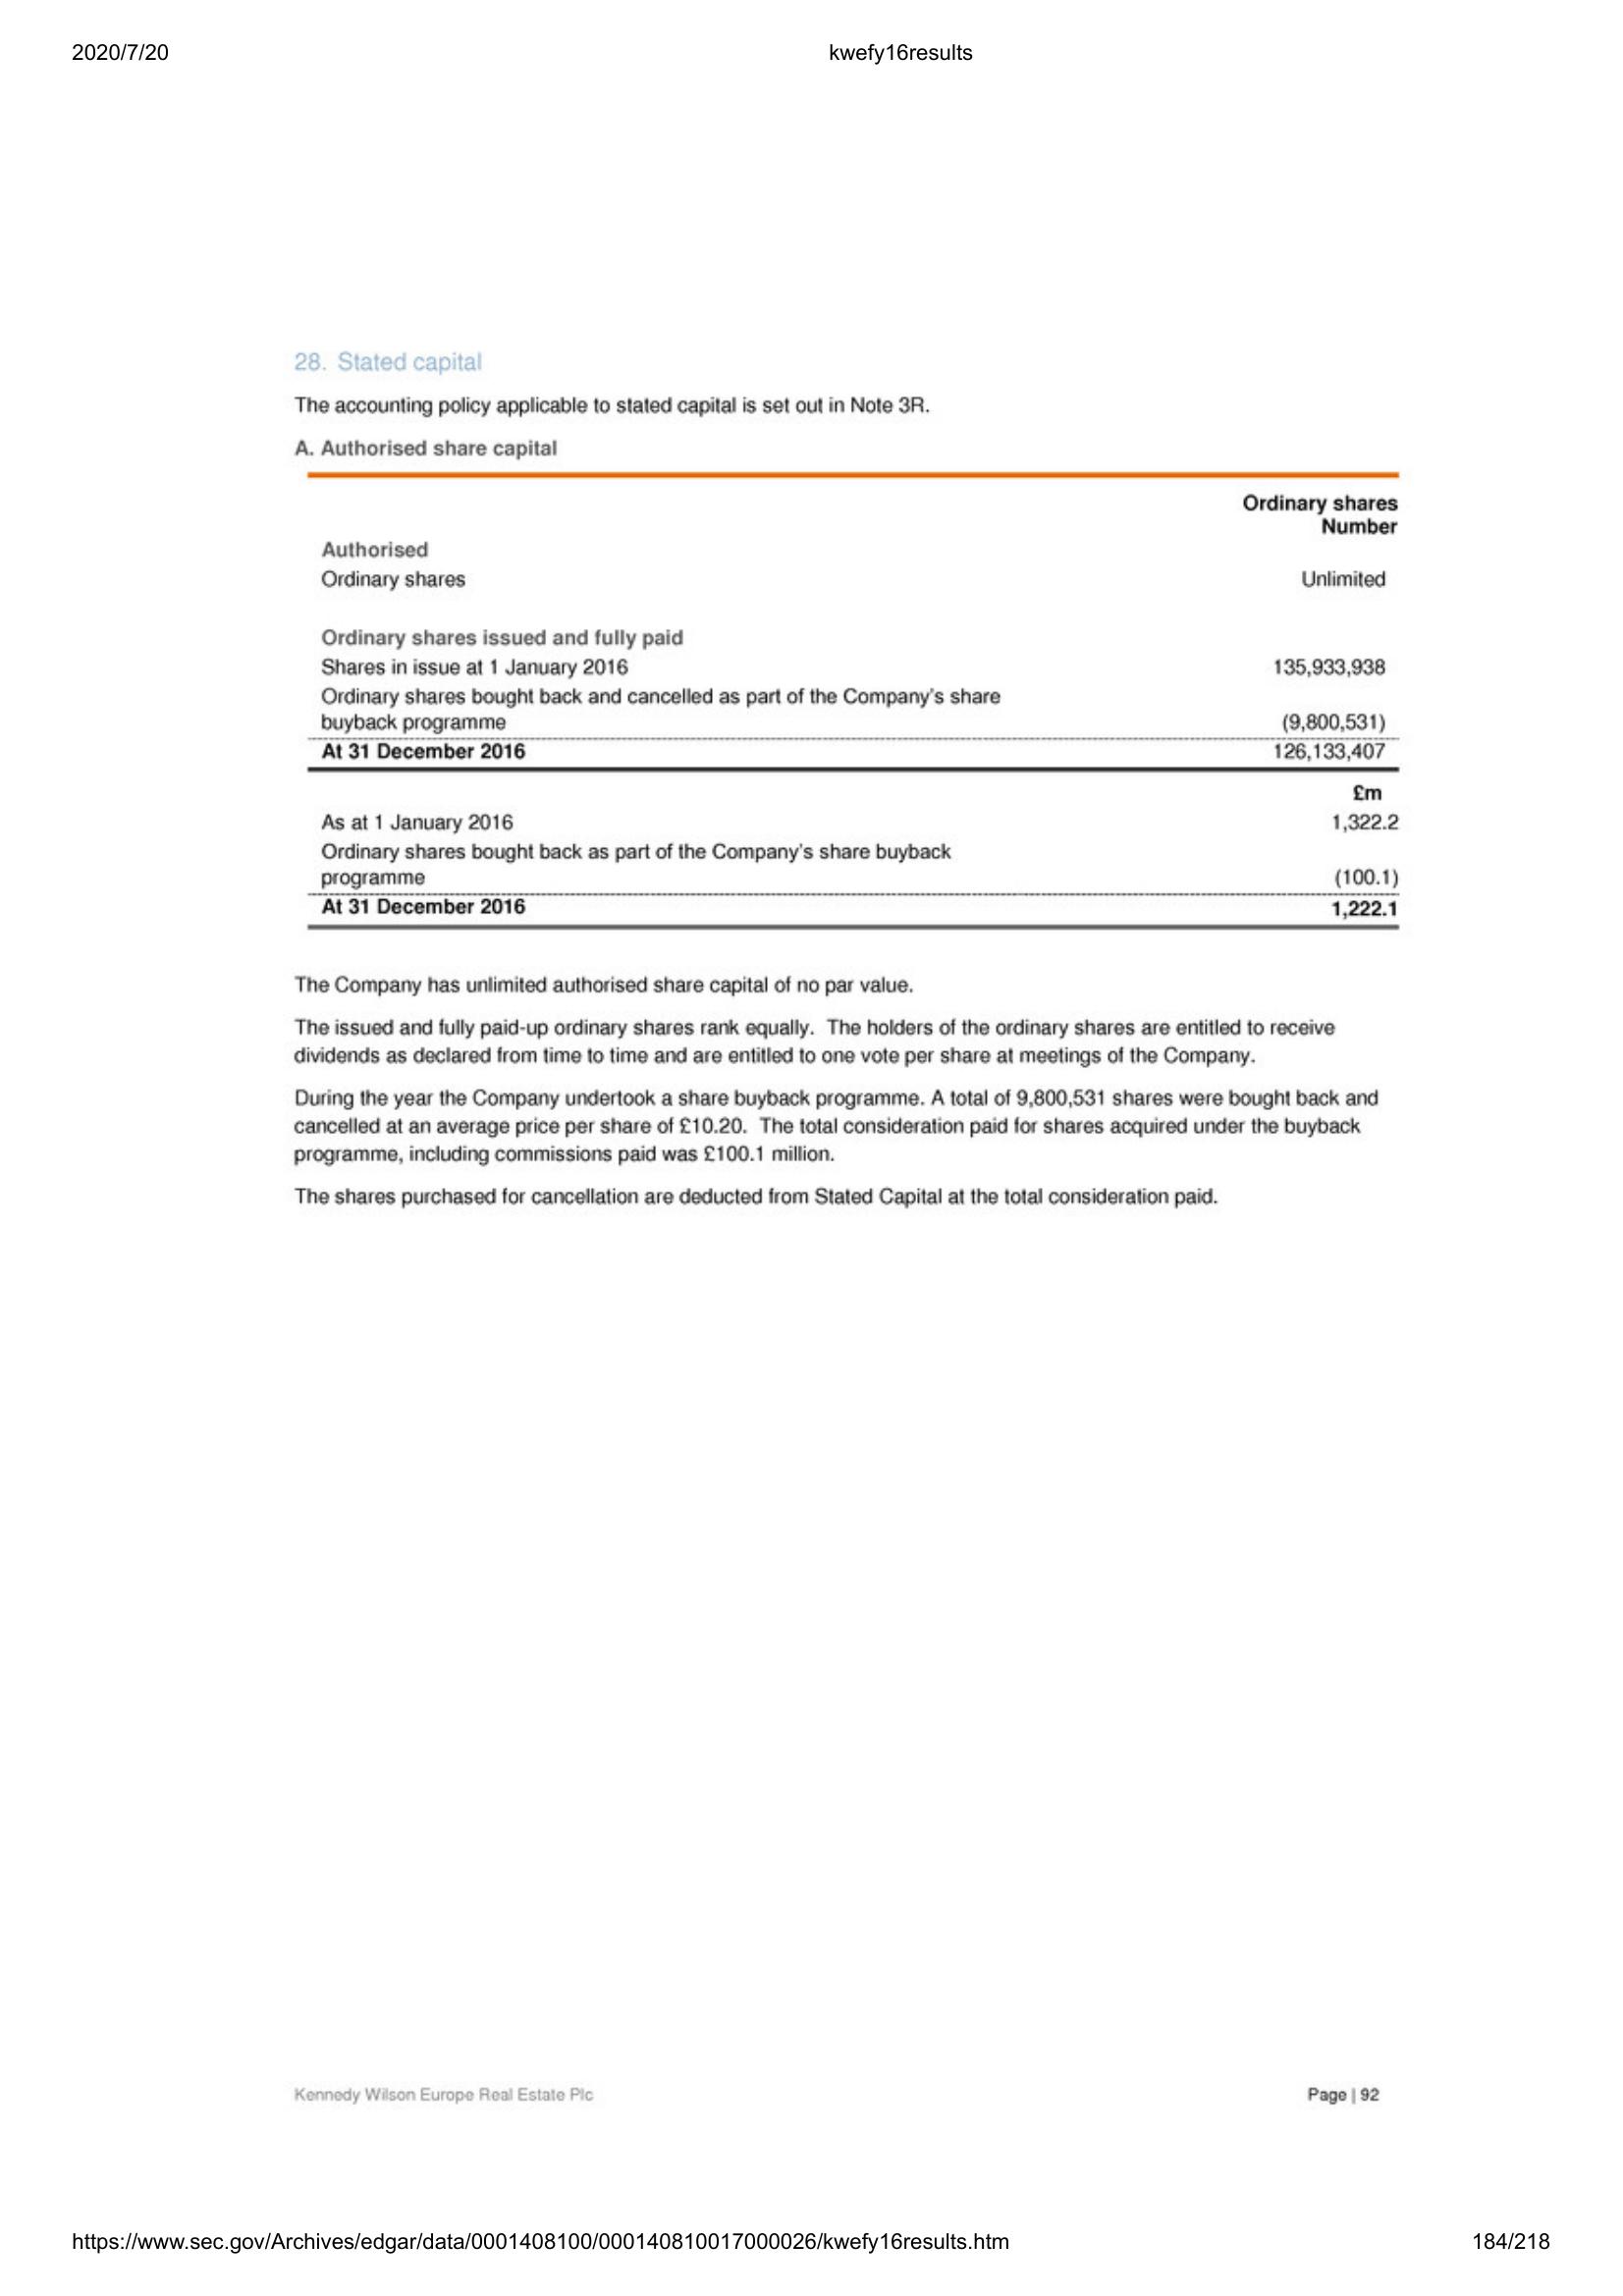 2020/7/20 kwefy16results
28. Stated capital
The accounting policy applicable to stated capital is set out in Note 3R.
A. Authorised share capital
Ordinary shares
Number
Authorised
Ordinary shares Unlimited
Ordinary shares issued and fully paid
Shares in issue at 1 January 2016 135,933,938
Ordinary shares bought back and cancelled as part of the Company's share
buyback programme (9,800,531)
At 31 December 2016 126,133,407
£m
As at 1 January 2016 1,322.2
Ordinary shares bought back as part of the Company's share buyback
programme (100.1)
At 31 December 2016 1,222.1
The Company has unlimited authorised share capital of no par value.
The issued and fully paid-up ordinary shares rank equally. The holders of the ordinary shares are entitled to receive
dividends as declared from time to time and are entitled to one vote per share at meetings of the Company.
During the year the Company undertook a share buyback programme. A total of 9,800,531 shares were bought back and
cancelled at an average price per share of £10.20. The total consideration paid for shares acquired under the buyback
programme, including commissions paid was £100.1 million.
The shares purchased for cancellation are deducted from Stated Capital at the total consideration paid.
Kennedy Wilson Europe Real Estate Plc Page | 92
https://www.sec.gov/Archives/edgar/data/0001408100/000140810017000026/kwefy16results.htm 184/218